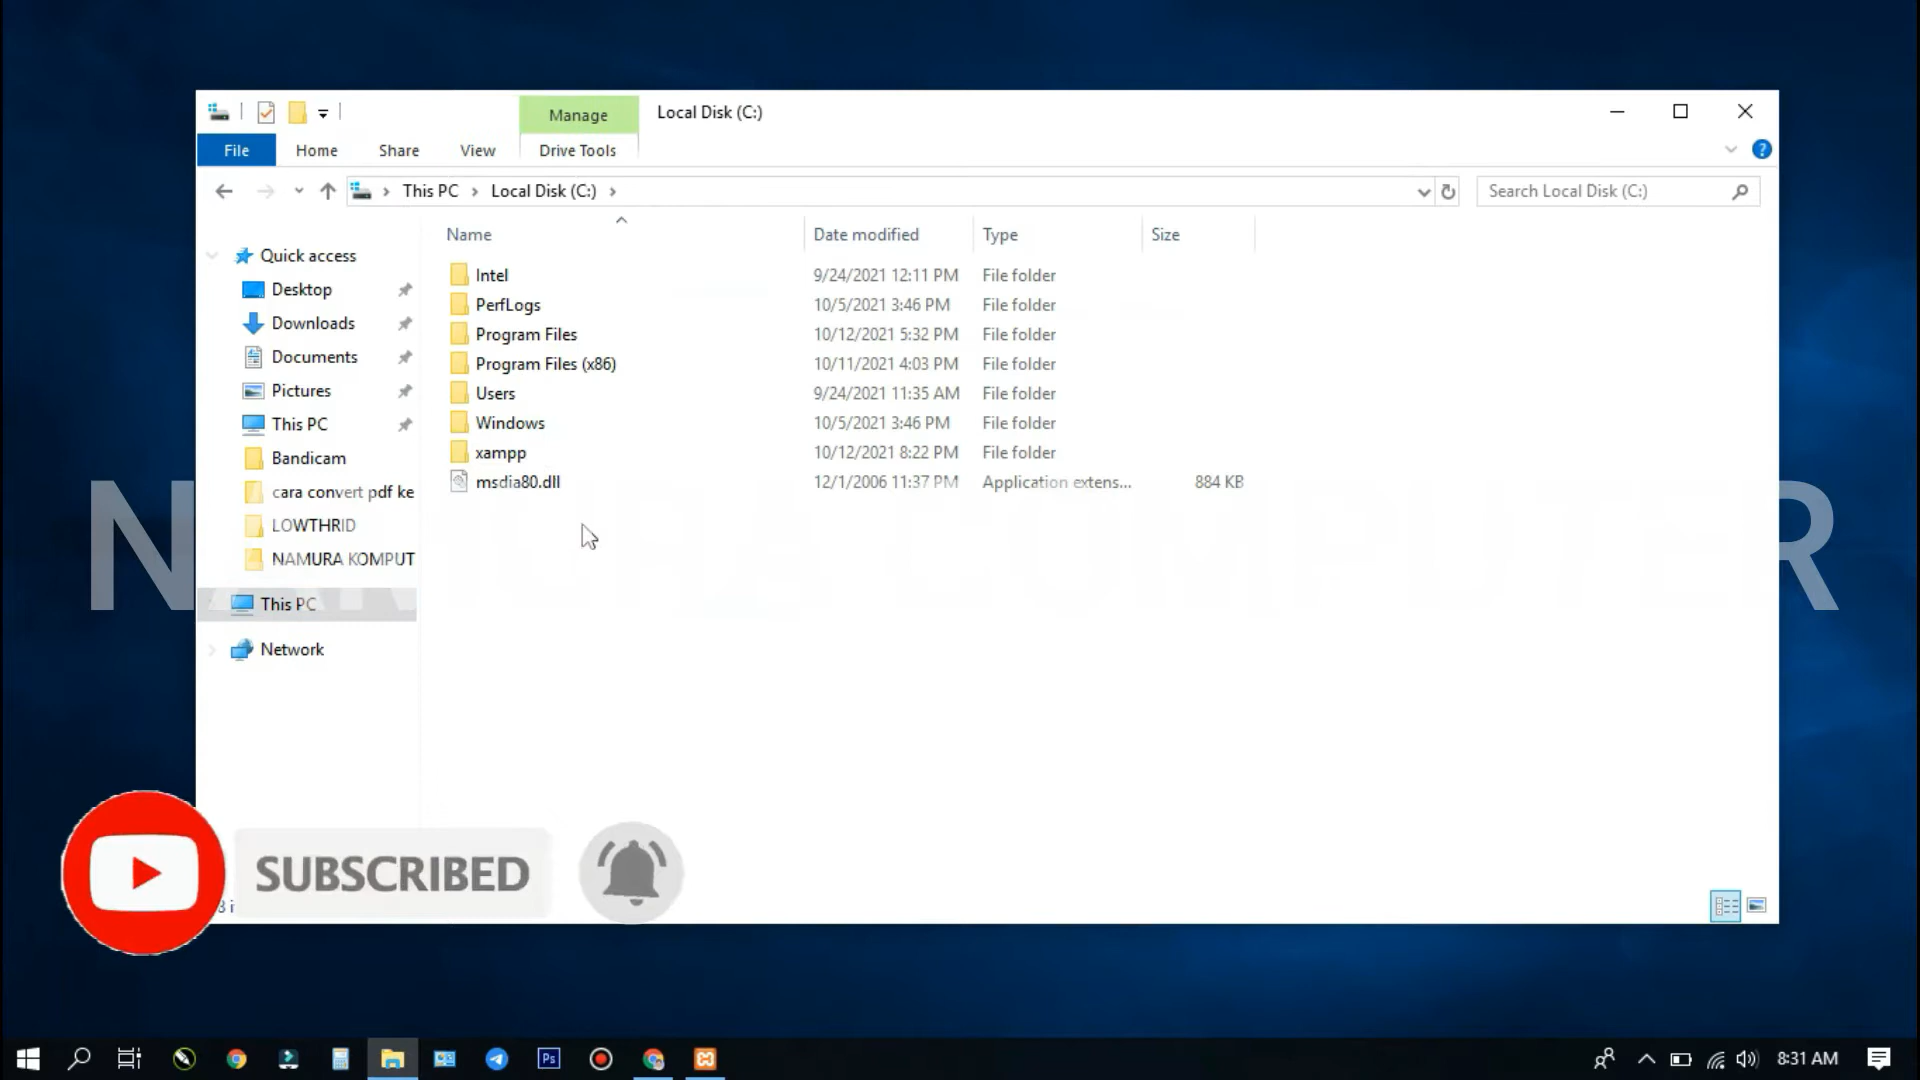 Manage
Local Disk (C:)
File
Home
Share
View
Drive Tools
This PC
Local Disk (C:)
Search Local Disk (C:)
Name
Date modified
Type
Size
Quick access
Desktop
Downloads
Documents
Pictures
This PC
Bandicam
cara convert pdf ke
LOWTHRID
NAMURA KOMPUT
This PC
Network
Intel 9/24/2021 12:11 PM File folder
PerfLogs 10/5/2021 3:46 PM File folder
Program Files 10/12/2021 5:32 PM File folder
Program Files (x86) 10/11/2021 4:03 PM File folder
Users 9/24/2021 11:35 AM File folder
Windows 10/5/2021 3:46 PM File folder
xampp 10/12/2021 8:22 PM File folder
msdia80.dll 12/1/2006 11:37 PM Application extens... 884 KB
SUBSCRIBED
Ps
8:31 AM